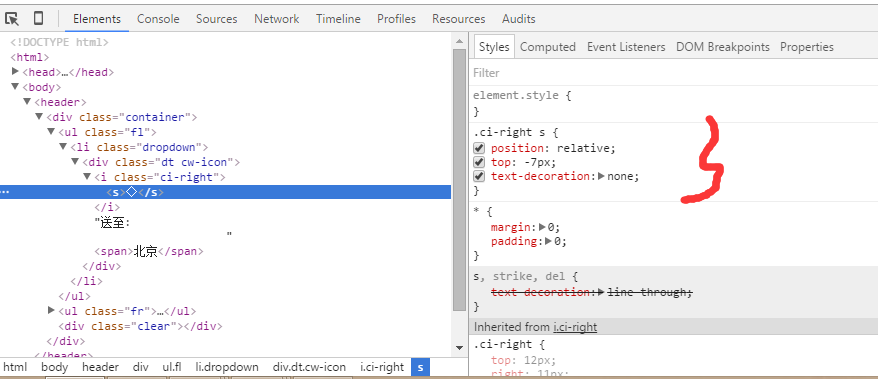 Elements Console Sources Network Timeline Profiles Resources Audits
<!DOCTYPE html>
<html>
<head>…</head>
<body>
<header>
<div class="container">
<ul class="fl">
<li class="dropdown">
<div class="dt cw-icon">
<i class="ci-right">
<s>◇</s>
</i>
"送至:
"
<span>北京</span>
</div>
</li>
</ul>
<ul class="fr">…</ul>
<div class="clear"></div>
</div>
</header>
html body header div ul.fl li.dropdown div.dt.cw-icon i.ci-right s
Styles Computed Event Listeners DOM Breakpoints Properties
Filter
element.style {
}
.ci-right s {
position: relative;
top: -7px;
text-decoration: none;
}
* {
margin: 0;
padding: 0;
}
s, strike, del {
text-decoration: line-through;
}
Inherited from i.ci-right
.ci-right {
top: 12px;
right: 11px;